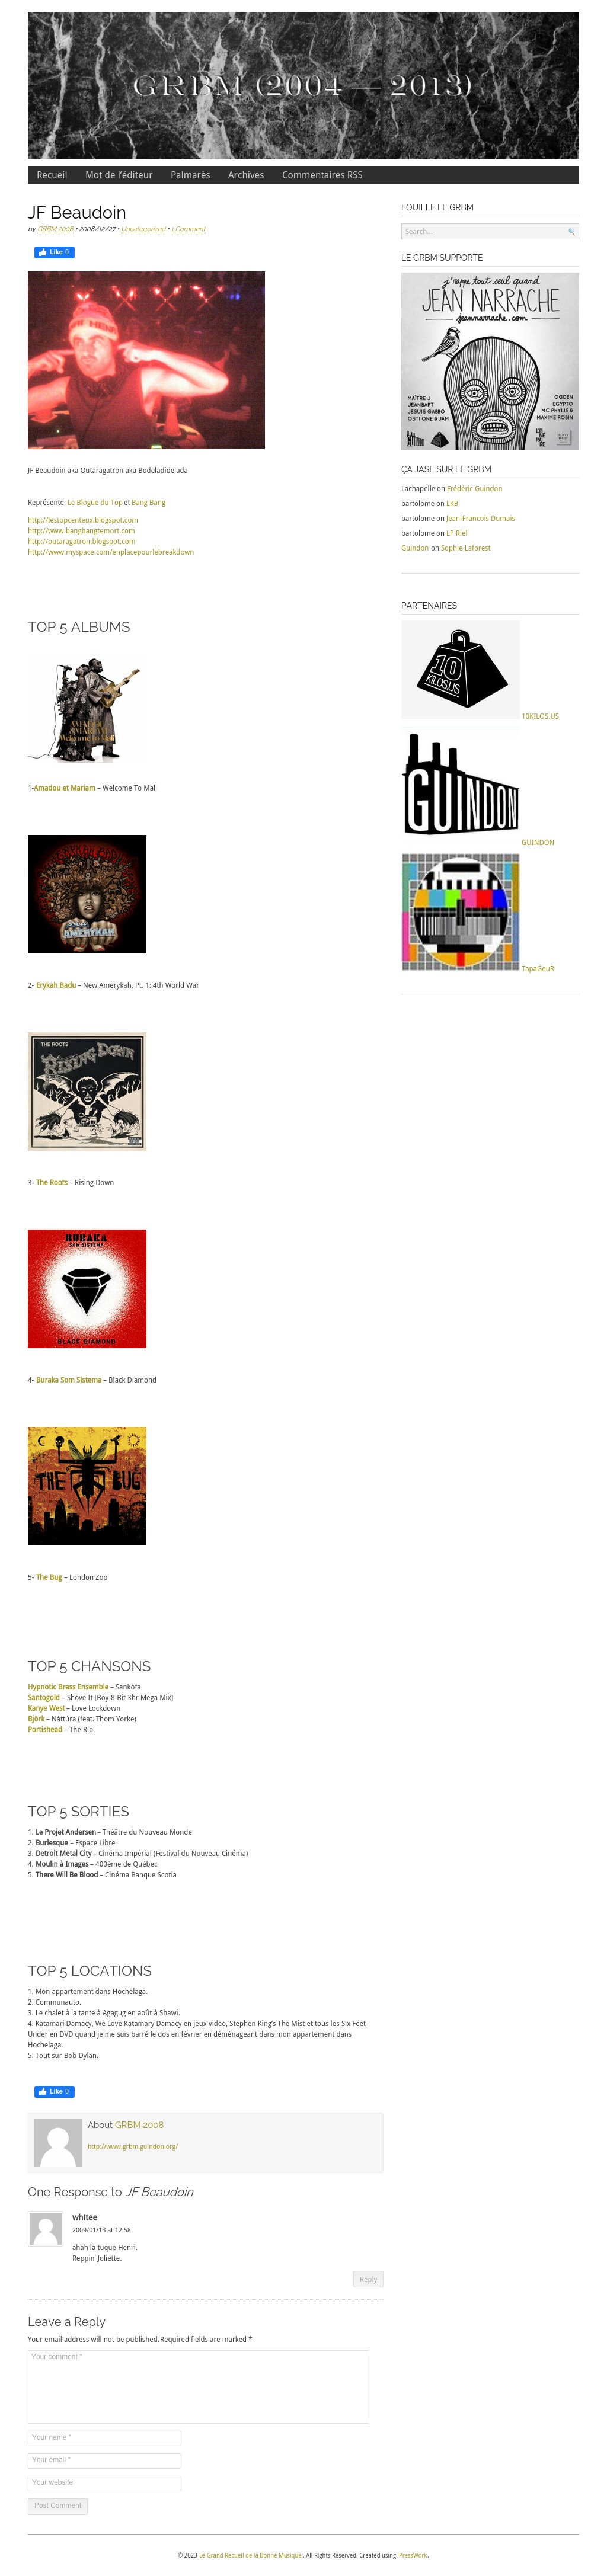 GRBM (2004 — 2013)
Recueil
Mot de l'éditeur
Palmarès
Archives
Commentaires RSS
JF Beaudoin
by GRBM 2008 • 2008/12/27 • Uncategorized • 1 Comment
Like 0
JF Beaudoin aka Outaragatron aka Bodeladidelada
Représente: Le Blogue du Top et Bang Bang
http://lestopcenteux.blogspot.com
http://www.bangbangtemort.com
http://outaragatron.blogspot.com
http://www.myspace.com/enplacepourlebreakdown
TOP 5 ALBUMS
1-Amadou et Mariam – Welcome To Mali
AMERYKAH
2- Erykah Badu – New Amerykah, Pt. 1: 4th World War
THE ROOTS
RISING DOWN
3- The Roots – Rising Down
BURAKA
SOM SISTEMA
BLACK DIAMOND
4- Buraka Som Sistema – Black Diamond
THE BUG
5- The Bug – London Zoo
TOP 5 CHANSONS
Hypnotic Brass Ensemble – Sankofa
Santogold – Shove It [Boy 8-Bit 3hr Mega Mix]
Kanye West – Love Lockdown
Björk – Náttúra (feat. Thom Yorke)
Portishead – The Rip
TOP 5 SORTIES
1. Le Projet Andersen – Théâtre du Nouveau Monde
2. Burlesque – Espace Libre
3. Detroit Metal City – Cinéma Impérial (Festival du Nouveau Cinéma)
4. Moulin à Images – 400ème de Québec
5. There Will Be Blood – Cinéma Banque Scotia
TOP 5 LOCATIONS
1. Mon appartement dans Hochelaga.
2. Communauto.
3. Le chalet à la tante à Agagug en août à Shawi.
4. Katamari Damacy, We Love Katamary Damacy en jeux video, Stephen King's The Mist et tous les Six Feet
Under en DVD quand je me suis barré le dos en février en déménageant dans mon appartement dans
Hochelaga.
5. Tout sur Bob Dylan.
Like 0
About GRBM 2008
http://www.grbm.guindon.org/
One Response to JF Beaudoin
whItee
2009/01/13 at 12:58
ahah la tuque Henri.
Reppin' Joliette.
Reply
Leave a Reply
Your email address will not be published. Required fields are marked *
Your comment *
Your name *
Your email *
Your website
Post Comment
FOUILLE LE GRBM
Search...
LE GRBM SUPPORTE
j'rappe tout seul quand
JEAN NARRACHE
jeannarrache.com
MAÎTRE J
JEANBART
JESUIS GABBO
OSTI ONE & JAM
OGDEN
EGYPTO
MC PHYLIS &
MAXIME ROBIN
ÇA JASE SUR LE GRBM
Lachapelle on Frédéric Guindon
bartolome on LKB
bartolome on Jean-Francois Dumais
bartolome on LP Riel
Guindon on Sophie Laforest
PARTENAIRES
10
KILOS.US
10KILOS.US
GUINDON
GUINDON
TapaGeuR
© 2023 Le Grand Recueil de la Bonne Musique . All Rights Reserved. Created using PressWork.